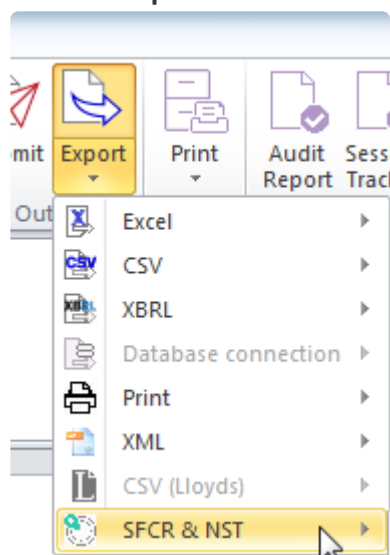 mit Export Print Audit Sess
Report Trac
Out
Excel
CSV
XBRL
Database connection
Print
XML
CSV (Lloyds)
SFCR & NST